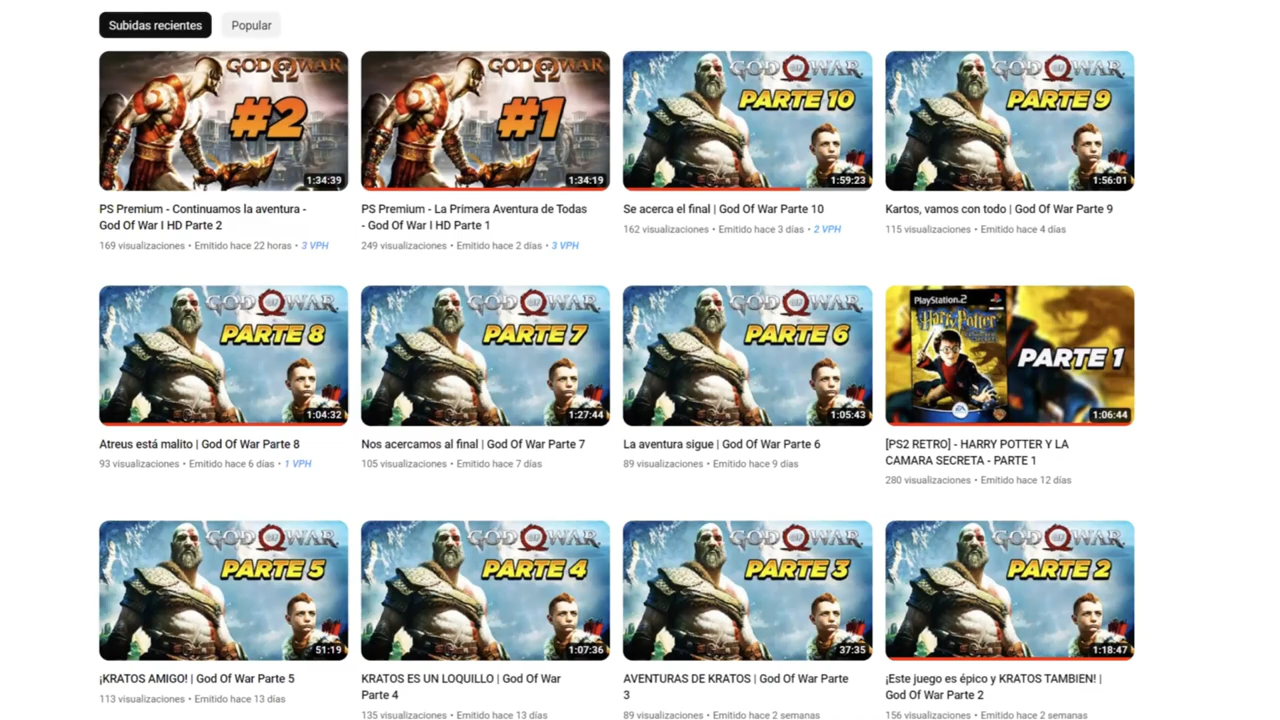 Subidas recientes
Popular
GOD OF WAR
#2
1:34:39
GOD OF WAR
#1
1:34:19
GOD OF WAR
PARTE 10
1:59:23
GOD OF WAR
PARTE 9
1:56:01
PS Premium - Continuamos la aventura -
God Of War I HD Parte 2
169 visualizaciones • Emitido hace 22 horas • 3 VPH
PS Premium - La Primera Aventura de Todas
- God Of War I HD Parte 1
249 visualizaciones • Emitido hace 2 días • 3 VPH
Se acerca el final | God Of War Parte 10
162 visualizaciones • Emitido hace 3 días • 2 VPH
Kartos, vamos con todo | God Of War Parte 9
115 visualizaciones • Emitido hace 4 días
GOD OF WAR
PARTE 8
1:04:32
GOD OF WAR
PARTE 7
1:27:44
GOD OF WAR
PARTE 6
1:05:43
PlayStation 2
Harry Potter
EA
PARTE 1
1:06:44
Atreus está malito | God Of War Parte 8
93 visualizaciones • Emitido hace 6 días • 1 VPH
Nos acercamos al final | God Of War Parte 7
105 visualizaciones • Emitido hace 7 días
La aventura sigue | God Of War Parte 6
89 visualizaciones • Emitido hace 9 días
[PS2 RETRO] - HARRY POTTER Y LA
CAMARA SECRETA - PARTE 1
280 visualizaciones • Emitido hace 12 días
GOD OF WAR
PARTE 5
51:19
GOD OF WAR
PARTE 4
1:07:36
GOD OF WAR
PARTE 3
37:35
GOD OF WAR
PARTE 2
1:18:47
¡KRATOS AMIGO! | God Of War Parte 5
113 visualizaciones • Emitido hace 13 días
KRATOS ES UN LOQUILLO | God Of War
Parte 4
135 visualizaciones • Emitido hace 13 días
AVENTURAS DE KRATOS | God Of War Parte
3
89 visualizaciones • Emitido hace 2 semanas
¡Este juego es épico y KRATOS TAMBIEN! |
God Of War Parte 2
156 visualizaciones • Emitido hace 2 semanas